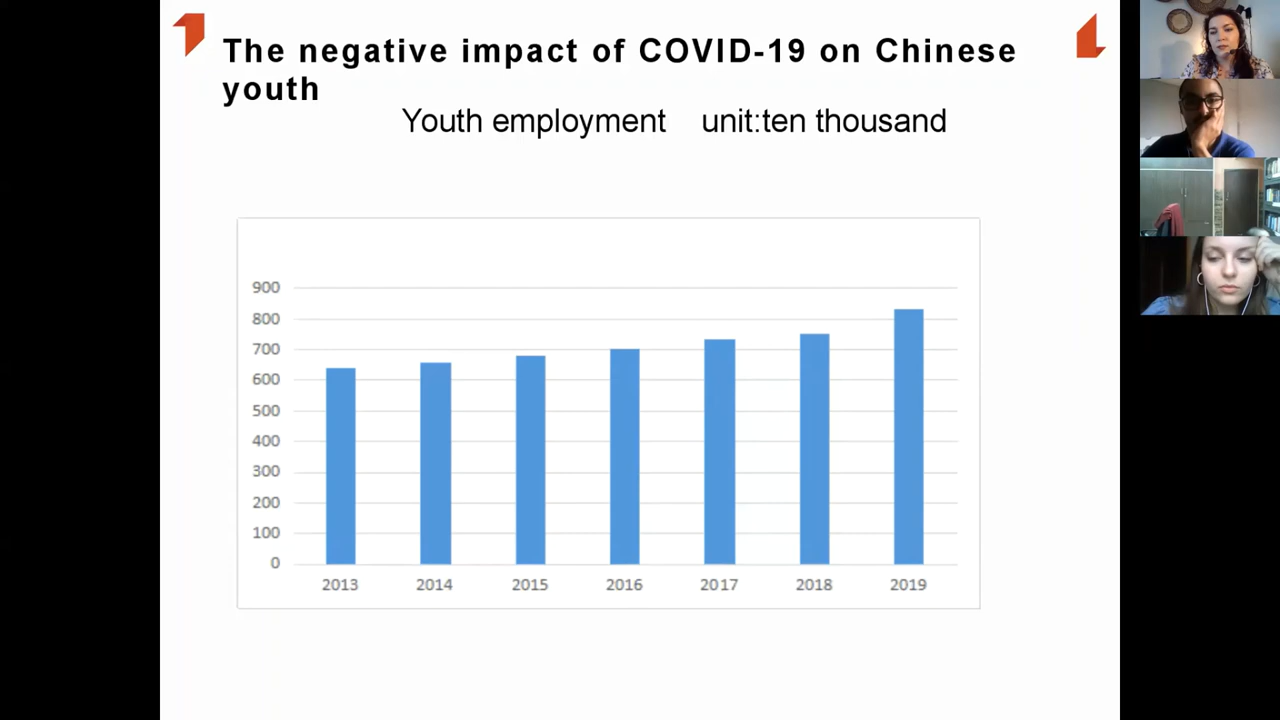 The negative impact of COVID-19 on Chinese
youth
Youth employment unit:ten thousand
900
800
700
600
500
400
300
200
100
0
2013 2014 2015 2016 2017 2018 2019